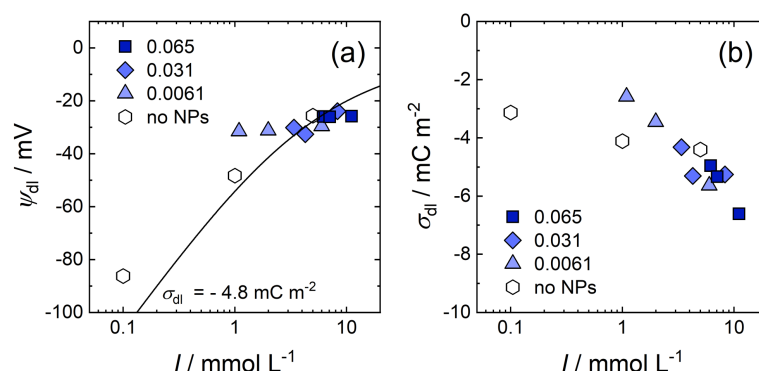 (a)
0
-20
-40
-60
-80
-100
ψdl / mV
0.065
0.031
0.0061
no NPs
σdl = - 4.8 mC m⁻²
0.1
1
10
I / mmol L⁻¹
(b)
0
-2
-4
-6
-8
-10
σdl / mC m⁻²
0.065
0.031
0.0061
no NPs
0.1
1
10
I / mmol L⁻¹